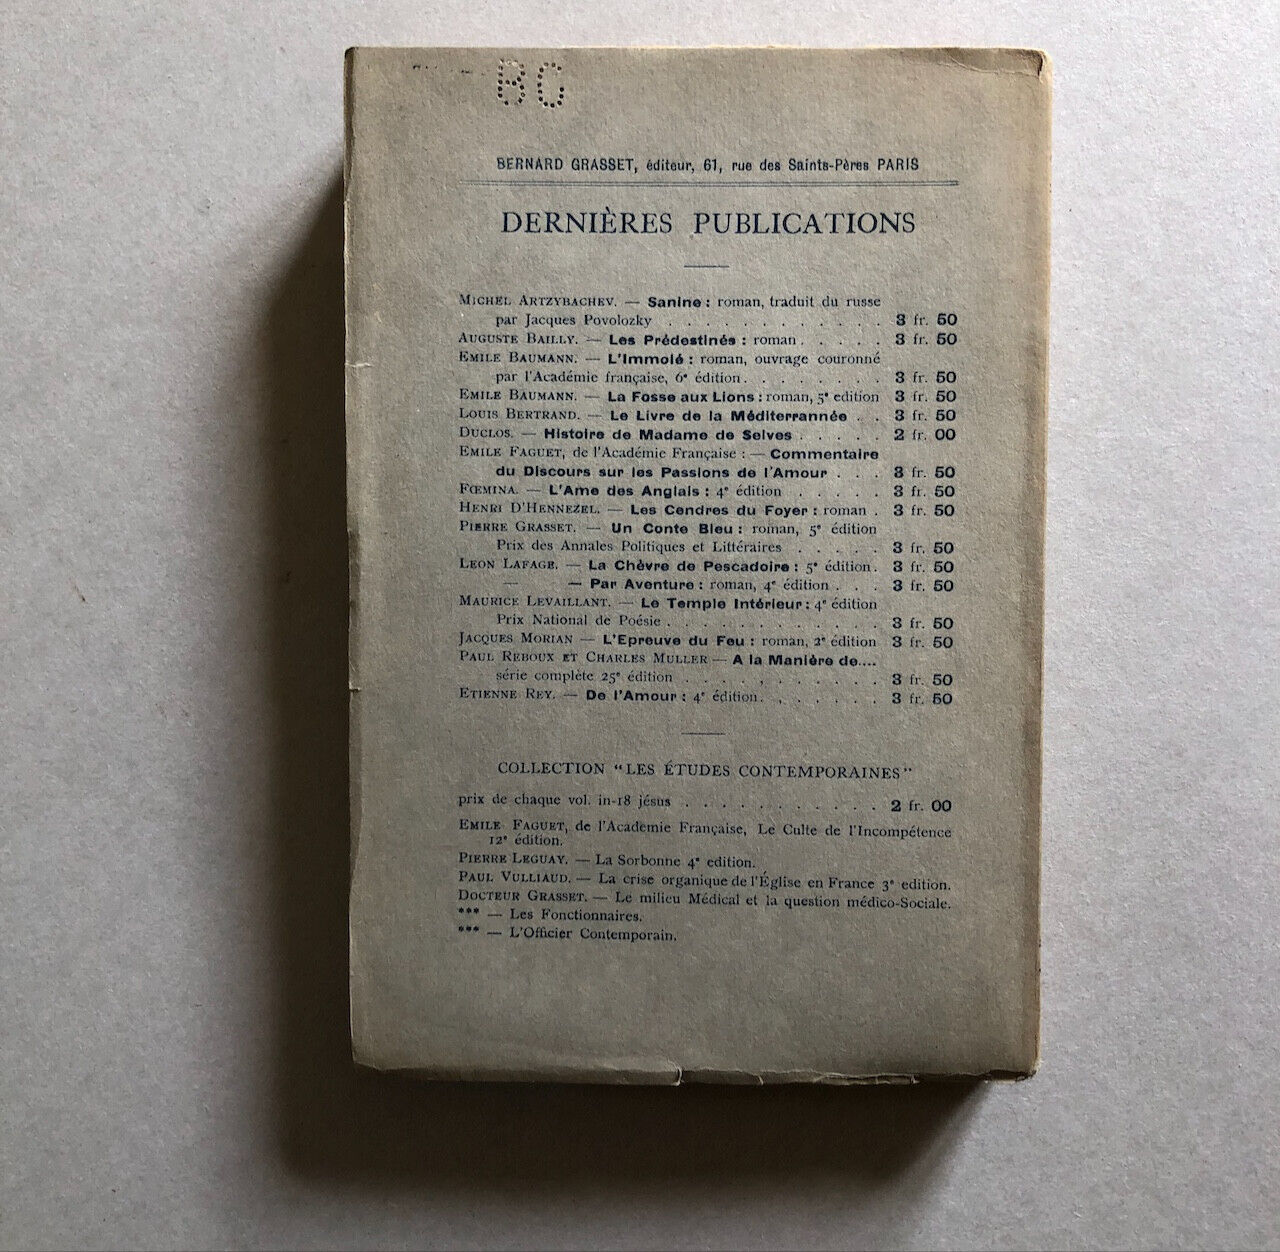 BC
BERNARD GRASSET, éditeur, 61, rue des Saints-Pères PARIS
DERNIÈRES PUBLICATIONS
MICHEL ARTZYBACHEV. — Sanine : roman, traduit du russe
par Jacques Povolozky . . . . . . . . . . . . 3 fr. 50
AUGUSTE BAILLY. — Les Prédestinés : roman . . . . . 3 fr. 50
EMILE BAUMANN. — L'Immolé : roman, ouvrage couronné
par l'Académie française, 6e édition. . . . . . . . 3 fr. 50
EMILE BAUMANN. — La Fosse aux Lions : roman, 5e edition 3 fr. 50
LOUIS BERTRAND. — Le Livre de la Méditerrannée . . 3 fr. 50
DUCLOS. — Histoire de Madame de Selves . . . . . 2 fr. 00
EMILE FAGUET, de l'Académie Française : — Commentaire
du Discours sur les Passions de l'Amour . . . 3 fr. 50
FŒMINA. — L'Ame des Anglais : 4e édition . . . . . 3 fr. 50
HENRI D'HENNEZEL. — Les Cendres du Foyer : roman . 3 fr. 50
PIERRE GRASSET. — Un Conte Bleu : roman, 5e édition
Prix des Annales Politiques et Littéraires . . . . . 3 fr. 50
LEON LAFAGE. — La Chèvre de Pescadoire : 5e édition. 3 fr. 50
— — Par Aventure : roman, 4e édition . . . 3 fr. 50
MAURICE LEVAILLANT. — Le Temple Intérieur : 4e édition
Prix National de Poésie . . . . . . . . . . . . 3 fr. 50
JACQUES MORIAN — L'Epreuve du Feu : roman, 2e édition 3 fr. 50
PAUL REBOUX ET CHARLES MULLER — A la Manière de....
série complète 25e édition . . . . . . . . . . . 3 fr. 50
ETIENNE REY. — De l'Amour : 4e édition. . . . . . . 3 fr. 50
COLLECTION “LES ÉTUDES CONTEMPORAINES”
prix de chaque vol. in-18 jésus . . . . . . . . . . . 2 fr. 00
EMILE FAGUET, de l'Académie Française, Le Culte de l'Incompétence
12e édition.
PIERRE LEGUAY. — La Sorbonne 4e edition.
PAUL VULLIAUD. — La crise organique de l'Église en France 3e edition.
DOCTEUR GRASSET. — Le milieu Médical et la question médico-Sociale.
*** — Les Fonctionnaires.
*** — L'Officier Contemporain.